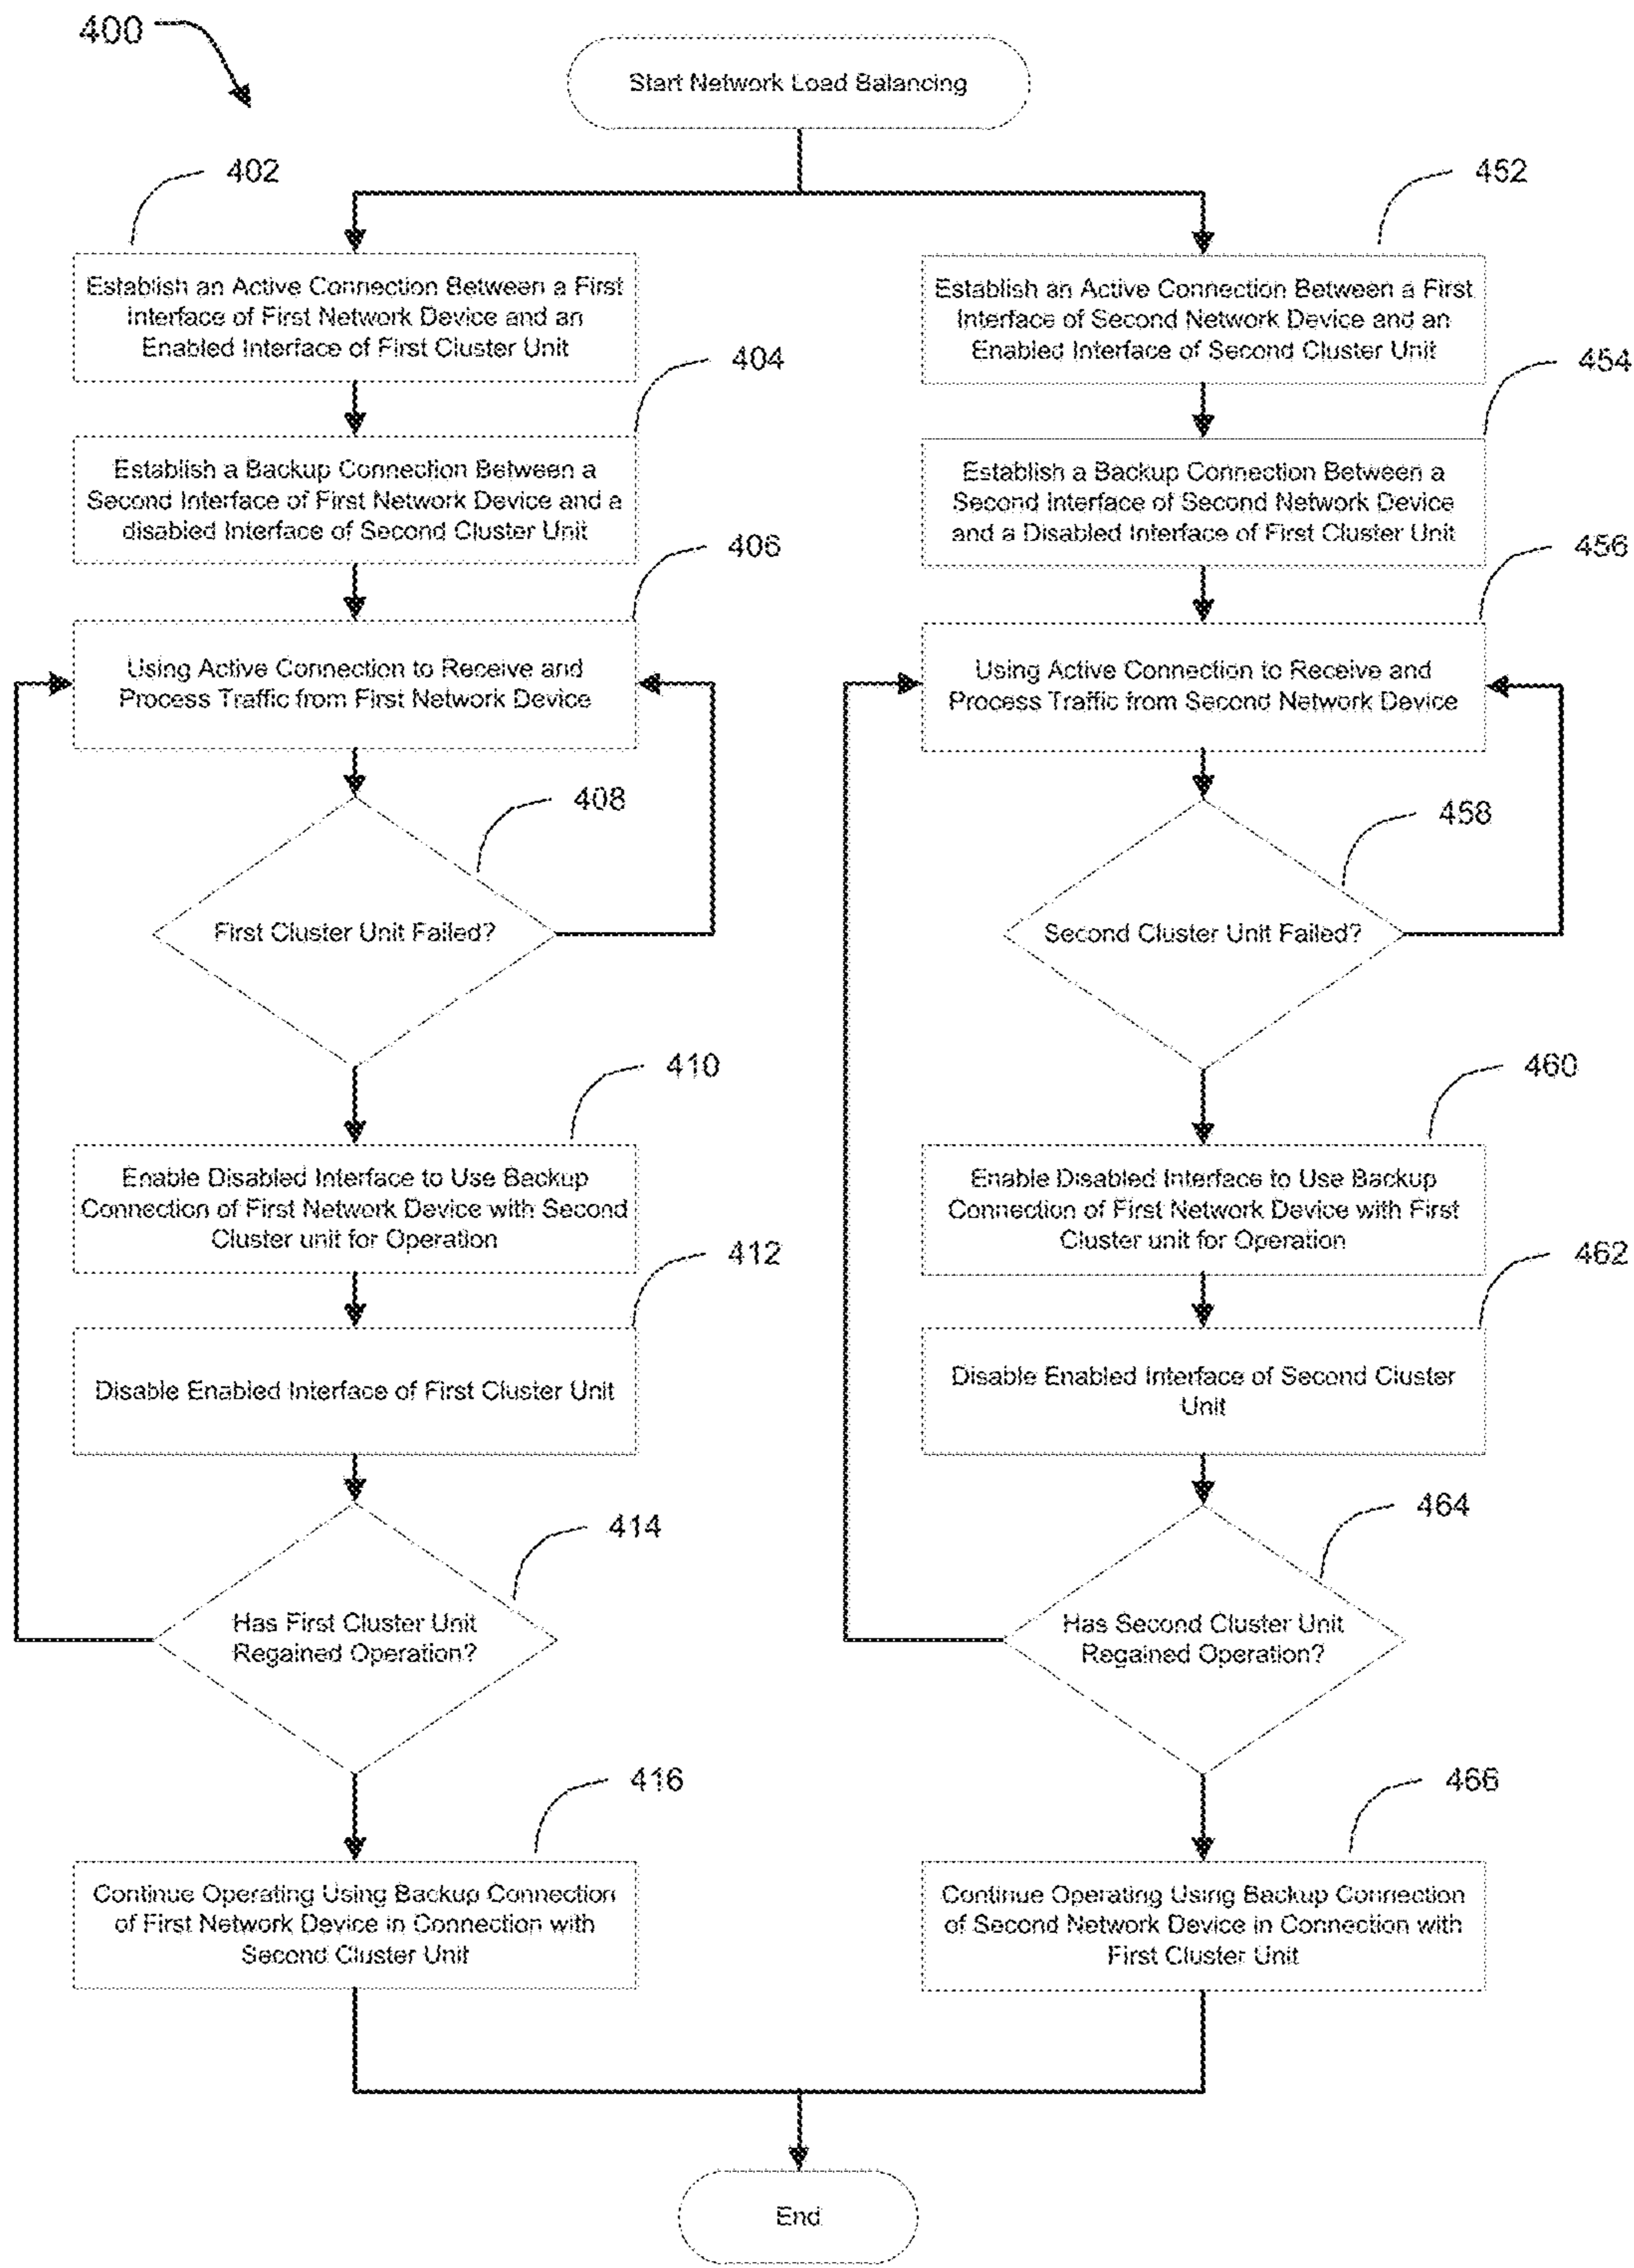 400
Start Network Load Balancing
402
Establish an Active Connection Between a First
Interface of First Network Device and an
Enabled Interface of First Cluster Unit
404
Establish a Backup Connection Between a
Second Interface of First Network Device and a
disabled Interface of Second Cluster Unit
406
Using Active Connection to Receive and
Process Traffic from First Network Device
408
First Cluster Unit Failed?
410
Enable Disabled Interface to Use Backup
Connection of First Network Device with Second
Cluster unit for Operation
412
Disable Enabled Interface of First Cluster Unit
414
Has First Cluster Unit
Regained Operation?
416
Continue Operating Using Backup Connection
of First Network Device in Connection with
Second Cluster Unit
452
Establish an Active Connection Between a First
Interface of Second Network Device and an
Enabled Interface of Second Cluster Unit
454
Establish a Backup Connection Between a
Second Interface of Second Network Device
and a Disabled Interface of First Cluster Unit
456
Using Active Connection to Receive and
Process Traffic from Second Network Device
458
Second Cluster Unit Failed?
460
Enable Disabled Interface to Use Backup
Connection of First Network Device with First
Cluster unit for Operation
462
Disable Enabled Interface of Second Cluster
Unit
464
Has Second Cluster Unit
Regained Operation?
466
Continue Operating Using Backup Connection
of Second Network Device in Connection with
First Cluster Unit
End